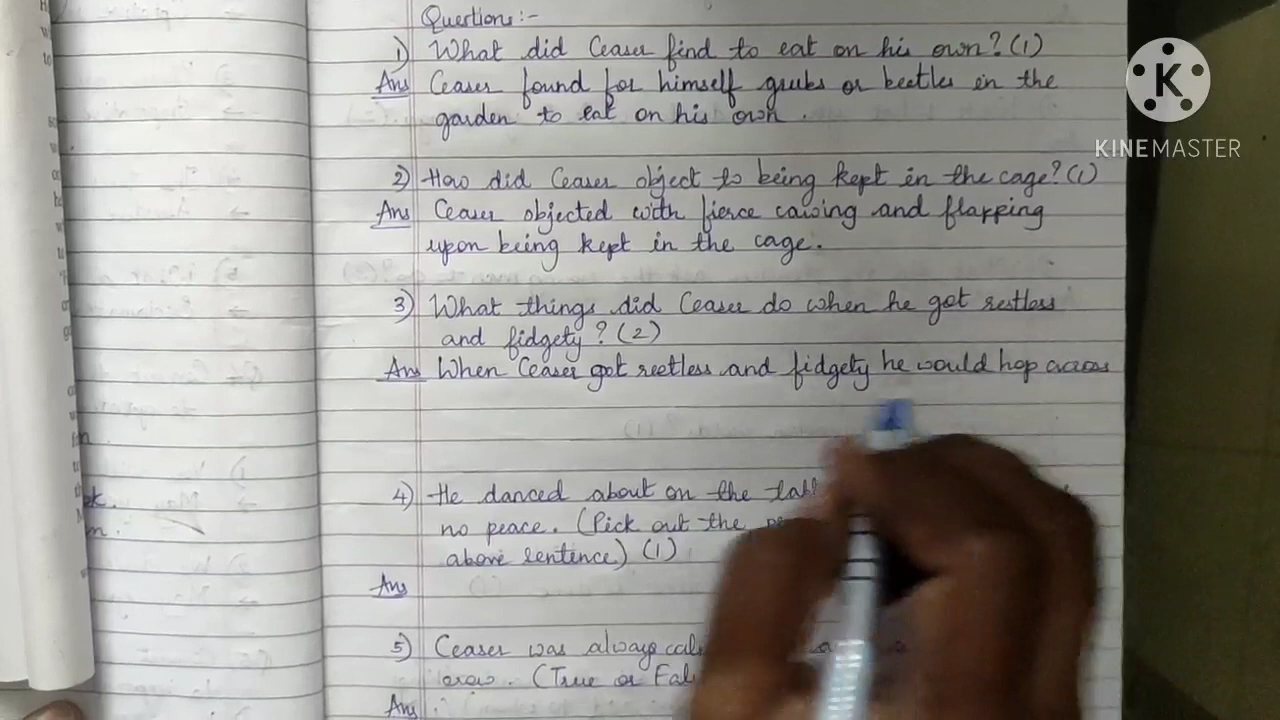 Questions:-
1) What did Ceaser find to eat on his own? (1)
Ans Ceaser found for himself grubs or beetles in the
garden to eat on his own.
2) How did Ceaser object to being kept in the cage? (1)
Ans Ceaser objected with fierce cawing and flapping
upon being kept in the cage.
3) What things did Ceaser do when he got restless
and fidgety? (2)
Ans When Ceaser got restless and fidgety he would hop across
4) He danced about on the
no peace. (Pick out the
above sentence) (1)
Ans
5) Ceaser was always
crow. (True or
Ans
K
KINEMASTER